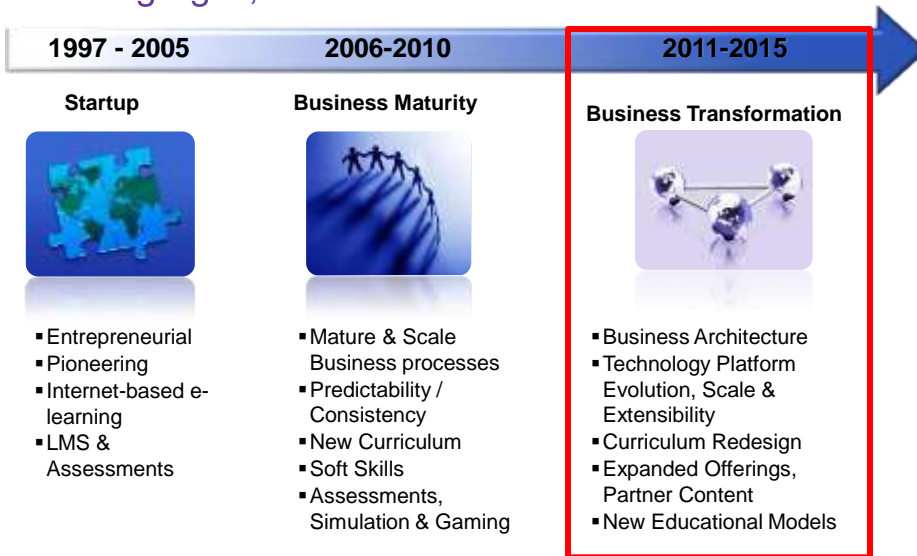 1997 - 2005
2006-2010
2011-2015
Startup
Business Maturity
Business Transformation
▪Entrepreneurial
▪Pioneering
▪Internet-based e-
learning
▪LMS &
Assessments
▪Mature & Scale
Business processes
▪Predictability /
Consistency
▪New Curriculum
▪Soft Skills
▪Assessments,
Simulation & Gaming
▪Business Architecture
▪Technology Platform
Evolution, Scale &
Extensibility
▪Curriculum Redesign
▪Expanded Offerings,
Partner Content
▪New Educational Models